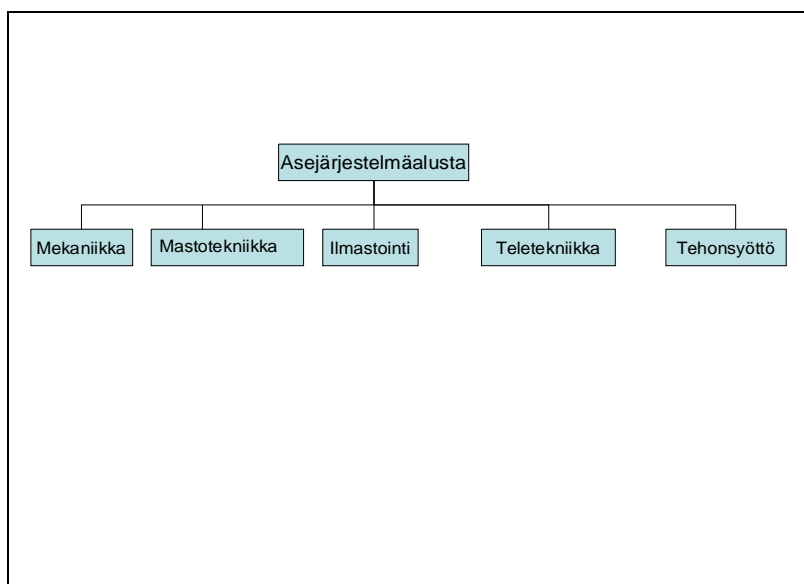 Asejärjestelmäalusta
Mekaniikka
Mastotekniikka
Ilmastointi
Teletekniikka
Tehonsyöttö